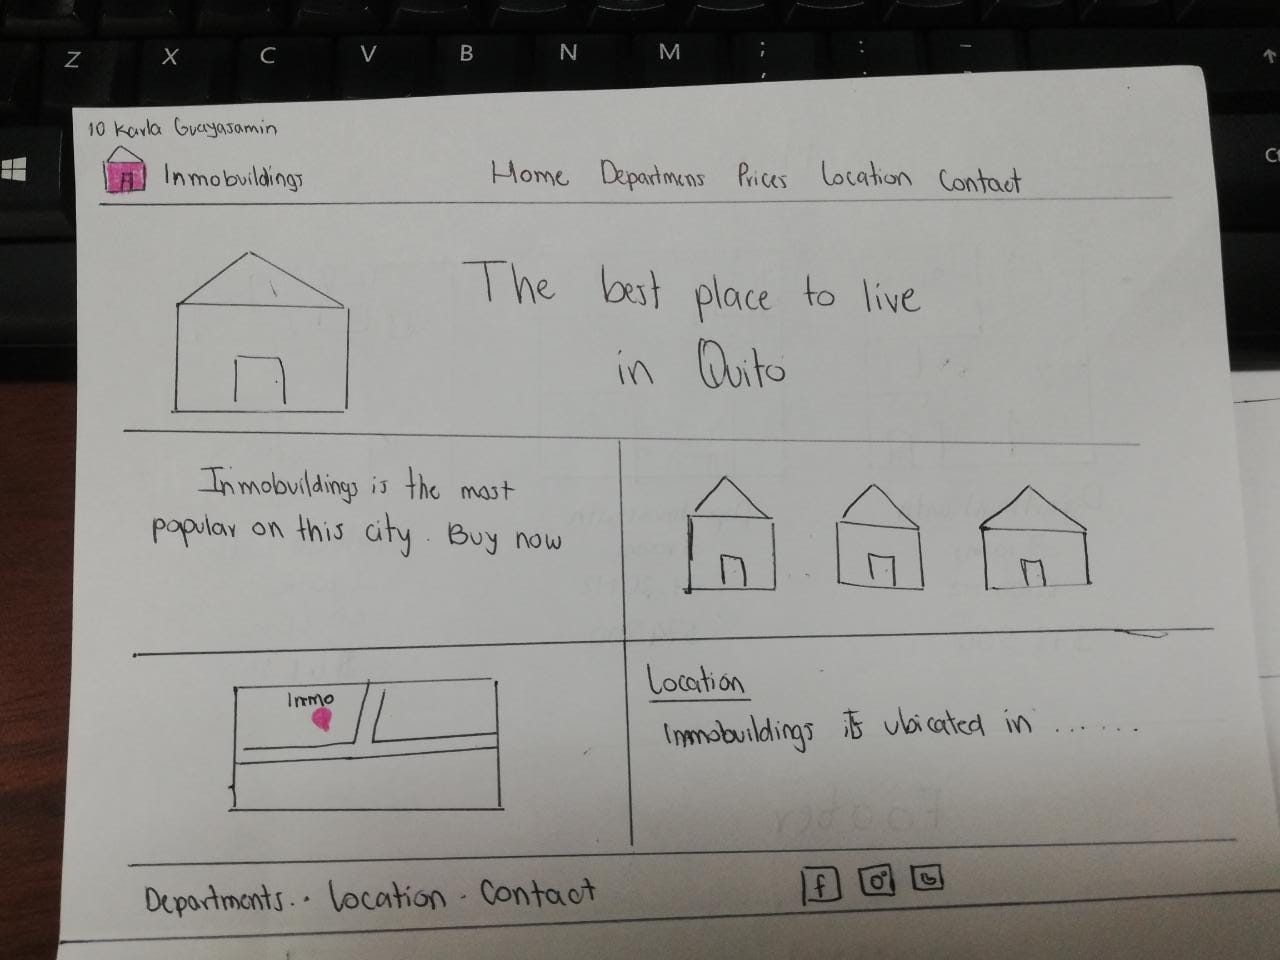 Z X C V B N M ; : _
; : -
10 Karla Guayasamin
Inmobuildings Home Departmens Prices Location Contact
The best place to live
in Quito
Inmobuildings is the most
popular on this city. Buy now
Inmo
Location
Inmobuildings is ubicated in .......
Departments.. Location . Contact
f